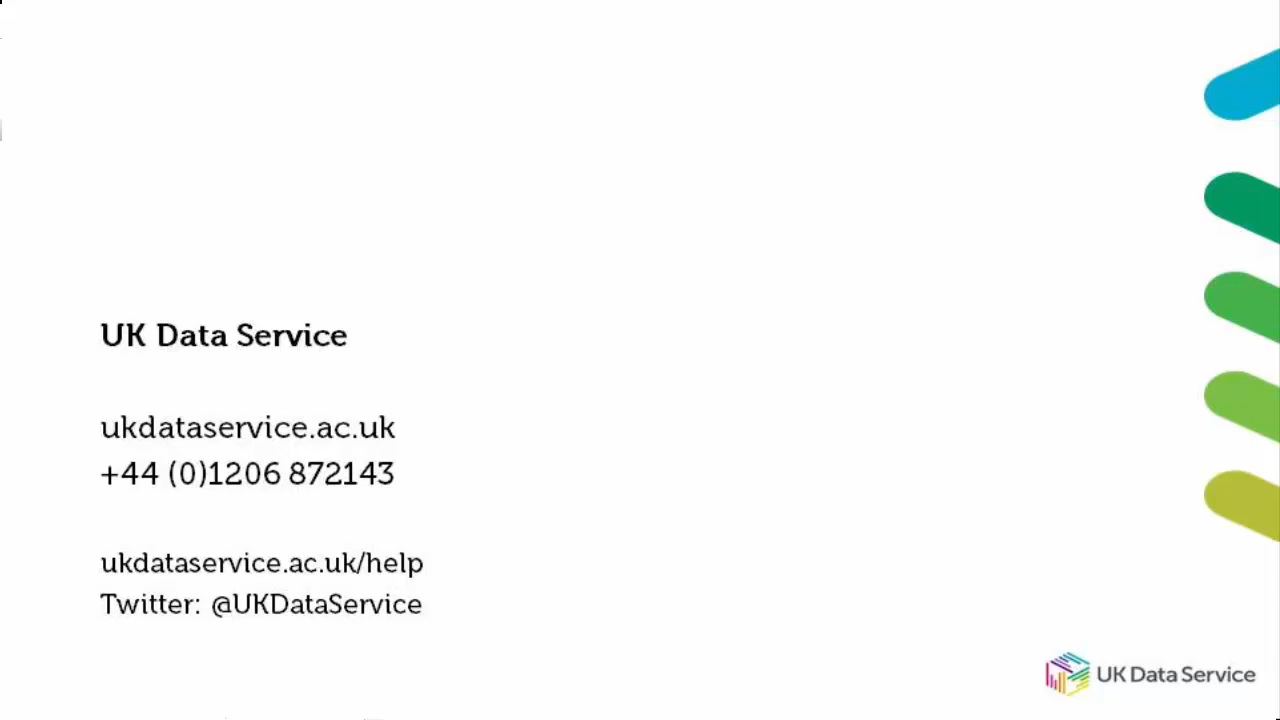 UK Data Service
ukdataservice.ac.uk
+44 (0)1206 872143
ukdataservice.ac.uk/help
Twitter: @UKDataService
UK Data Service